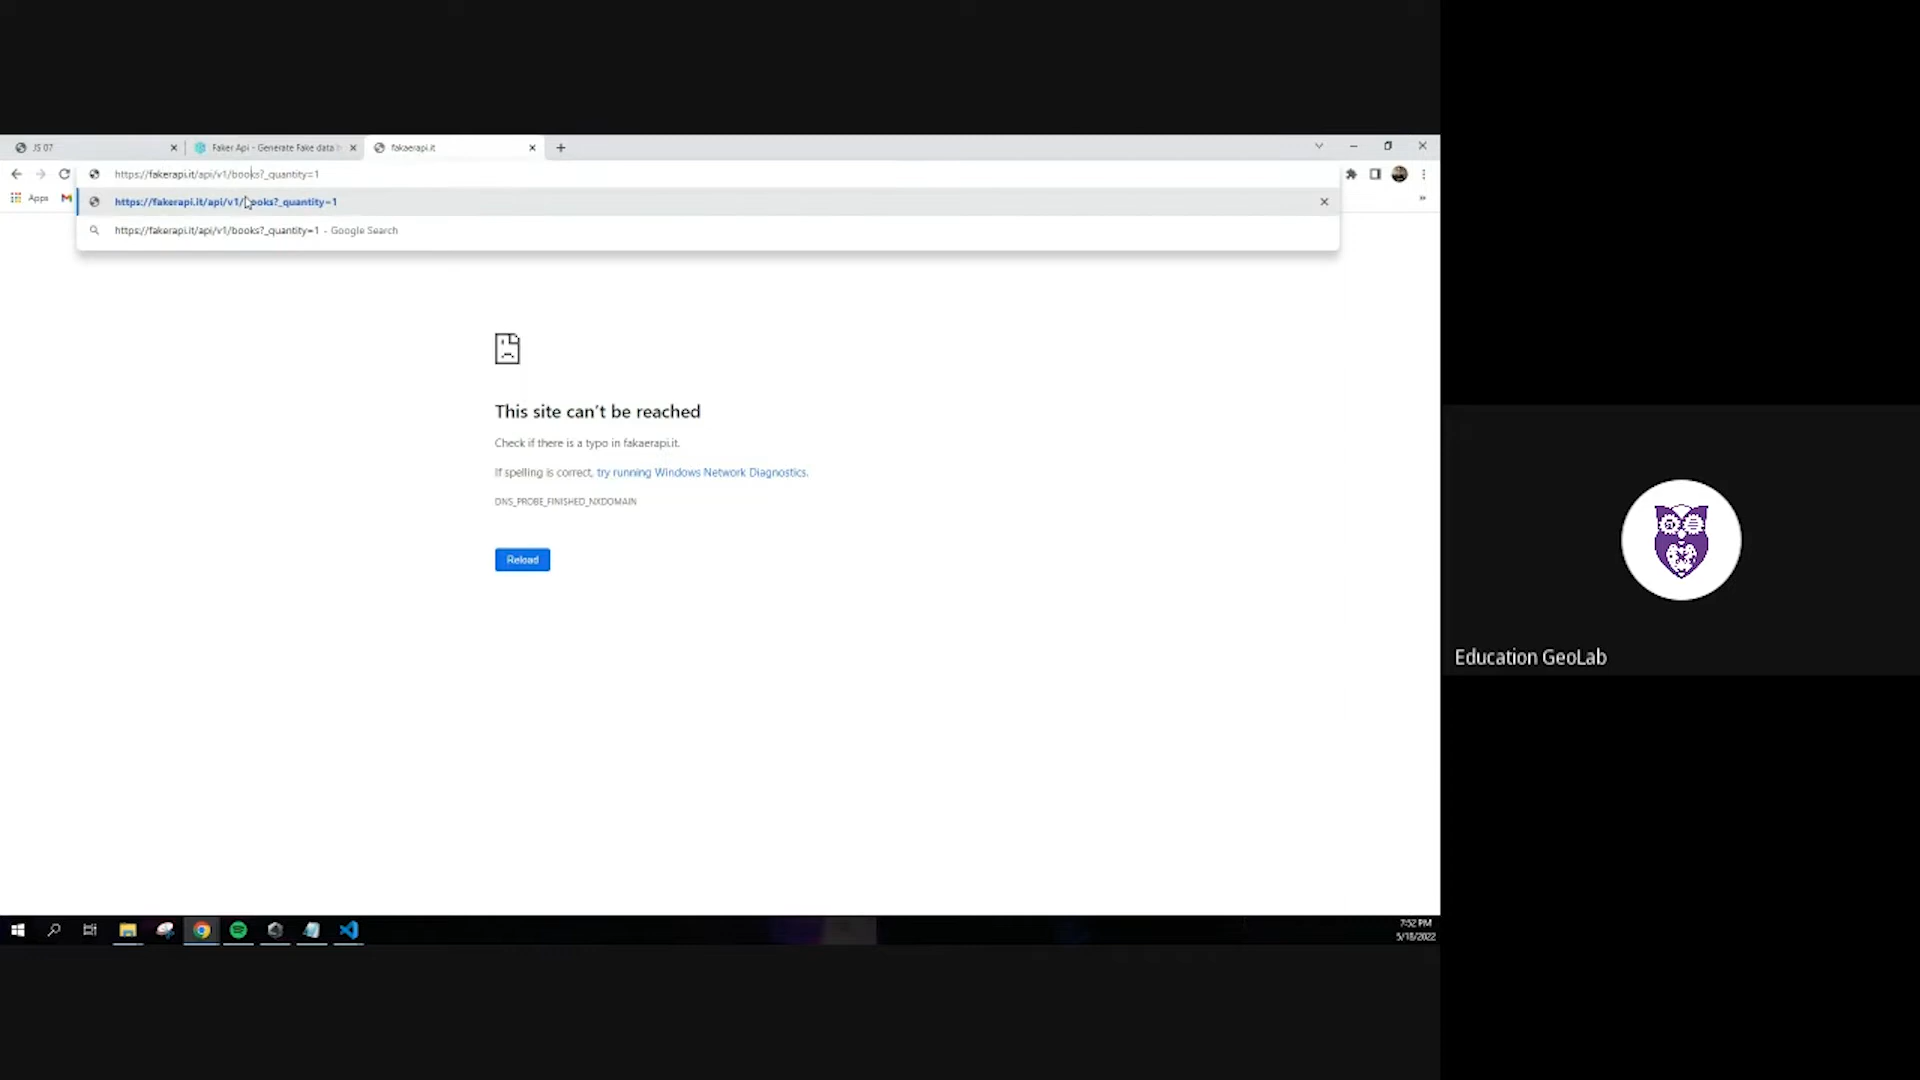 JS 07
Faker Api - Generate Fake data
fakaerapi.it
https://fakerapi.it/api/v1/books?_quantity=1
Apps
https://fakerapi.it/api/v1/books?_quantity=1
https://fakerapi.it/api/v1/books?_quantity=1 - Google Search
This site can't be reached
Check if there is a typo in fakaerapi.it.
If spelling is correct, try running Windows Network Diagnostics.
DNS_PROBE_FINISHED_NXDOMAIN
Reload
Education GeoLab
7:52 PM
5/18/2022